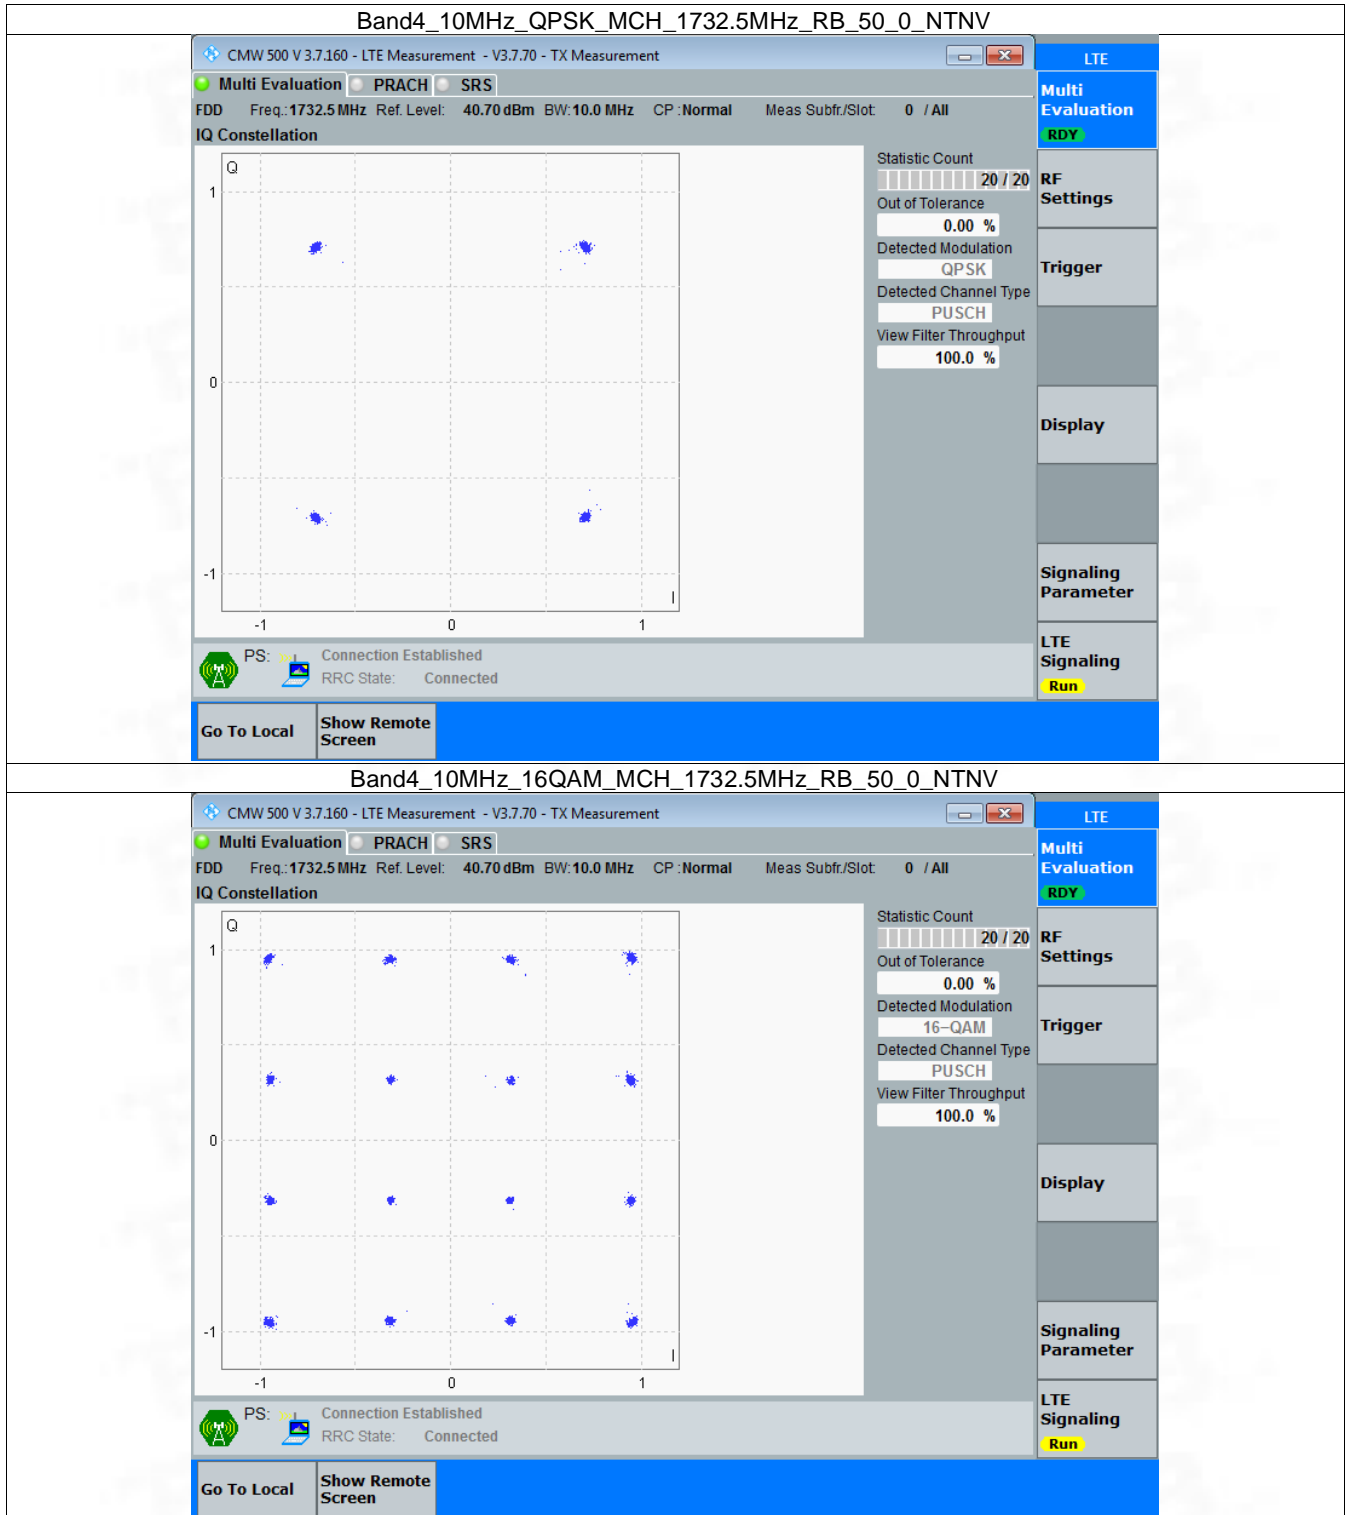 Band4_10MHz_QPSK_MCH_1732.5MHz_RB_50_0_NTNV
CMW 500 V 3.7.160 - LTE Measurement - V3.7.70 - TX Measurement
LTE
Multi Evaluation PRACH SRS
Multi
Evaluation
RDY
FDD Freq.: 1732.5 MHz Ref. Level: 40.70 dBm BW: 10.0 MHz CP : Normal Meas Subfr./Slot: 0 / All
IQ Constellation
Q
1
0
-1
-1 0 1
I
Statistic Count
20 / 20
Out of Tolerance
0.00 %
Detected Modulation
QPSK
Detected Channel Type
PUSCH
View Filter Throughput
100.0 %
RF
Settings
Trigger
Display
Signaling
Parameter
LTE
Signaling
Run
PS: Connection Established
RRC State: Connected
Go To Local
Show Remote
Screen
Band4_10MHz_16QAM_MCH_1732.5MHz_RB_50_0_NTNV
CMW 500 V 3.7.160 - LTE Measurement - V3.7.70 - TX Measurement
LTE
Multi Evaluation PRACH SRS
Multi
Evaluation
RDY
FDD Freq.: 1732.5 MHz Ref. Level: 40.70 dBm BW: 10.0 MHz CP : Normal Meas Subfr./Slot: 0 / All
IQ Constellation
Q
1
0
-1
-1 0 1
I
Statistic Count
20 / 20
Out of Tolerance
0.00 %
Detected Modulation
16-QAM
Detected Channel Type
PUSCH
View Filter Throughput
100.0 %
RF
Settings
Trigger
Display
Signaling
Parameter
LTE
Signaling
Run
PS: Connection Established
RRC State: Connected
Go To Local
Show Remote
Screen